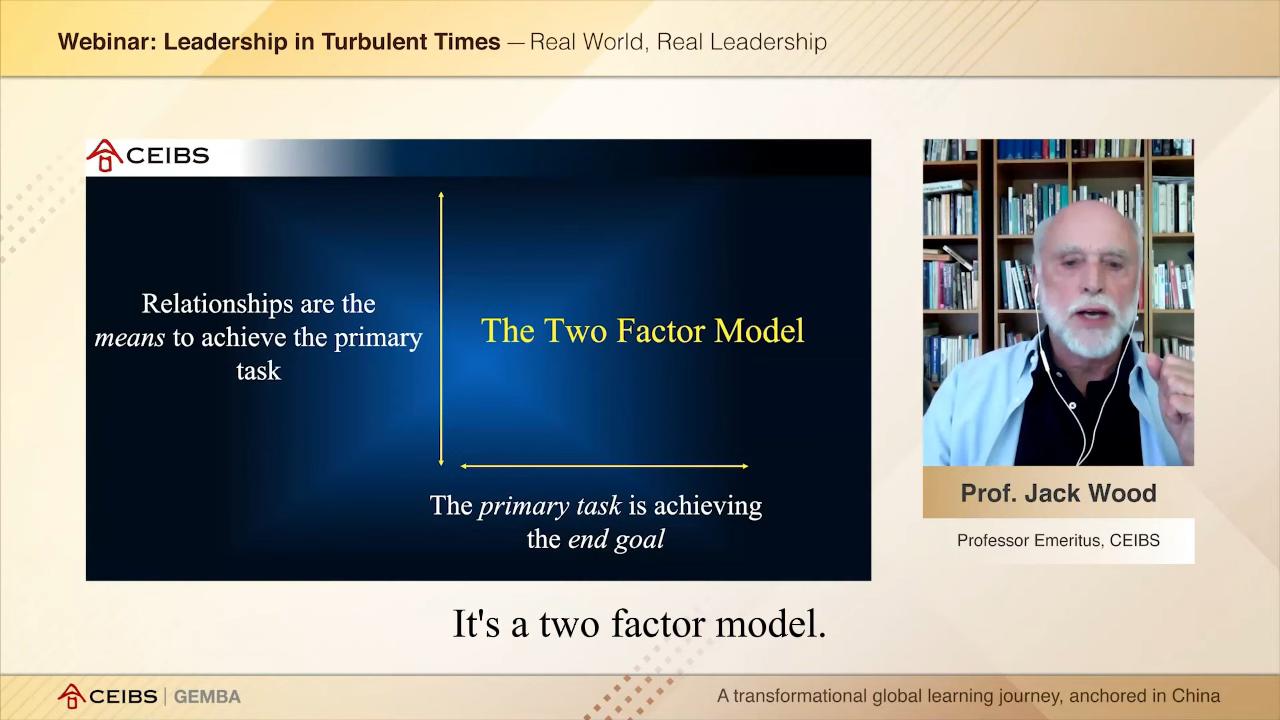 Webinar: Leadership in Turbulent Times — Real World, Real Leadership
CEIBS
Relationships are the
means to achieve the primary
task
The Two Factor Model
The primary task is achieving
the end goal
Prof. Jack Wood
Professor Emeritus, CEIBS
It's a two factor model.
CEIBS | GEMBA
A transformational global learning journey, anchored in China